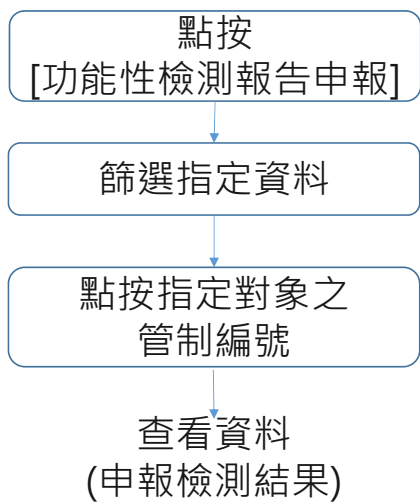 點按
[功能性檢測報告申報]
篩選指定資料
點按指定對象之
管制編號
查看資料
(申報檢測結果)